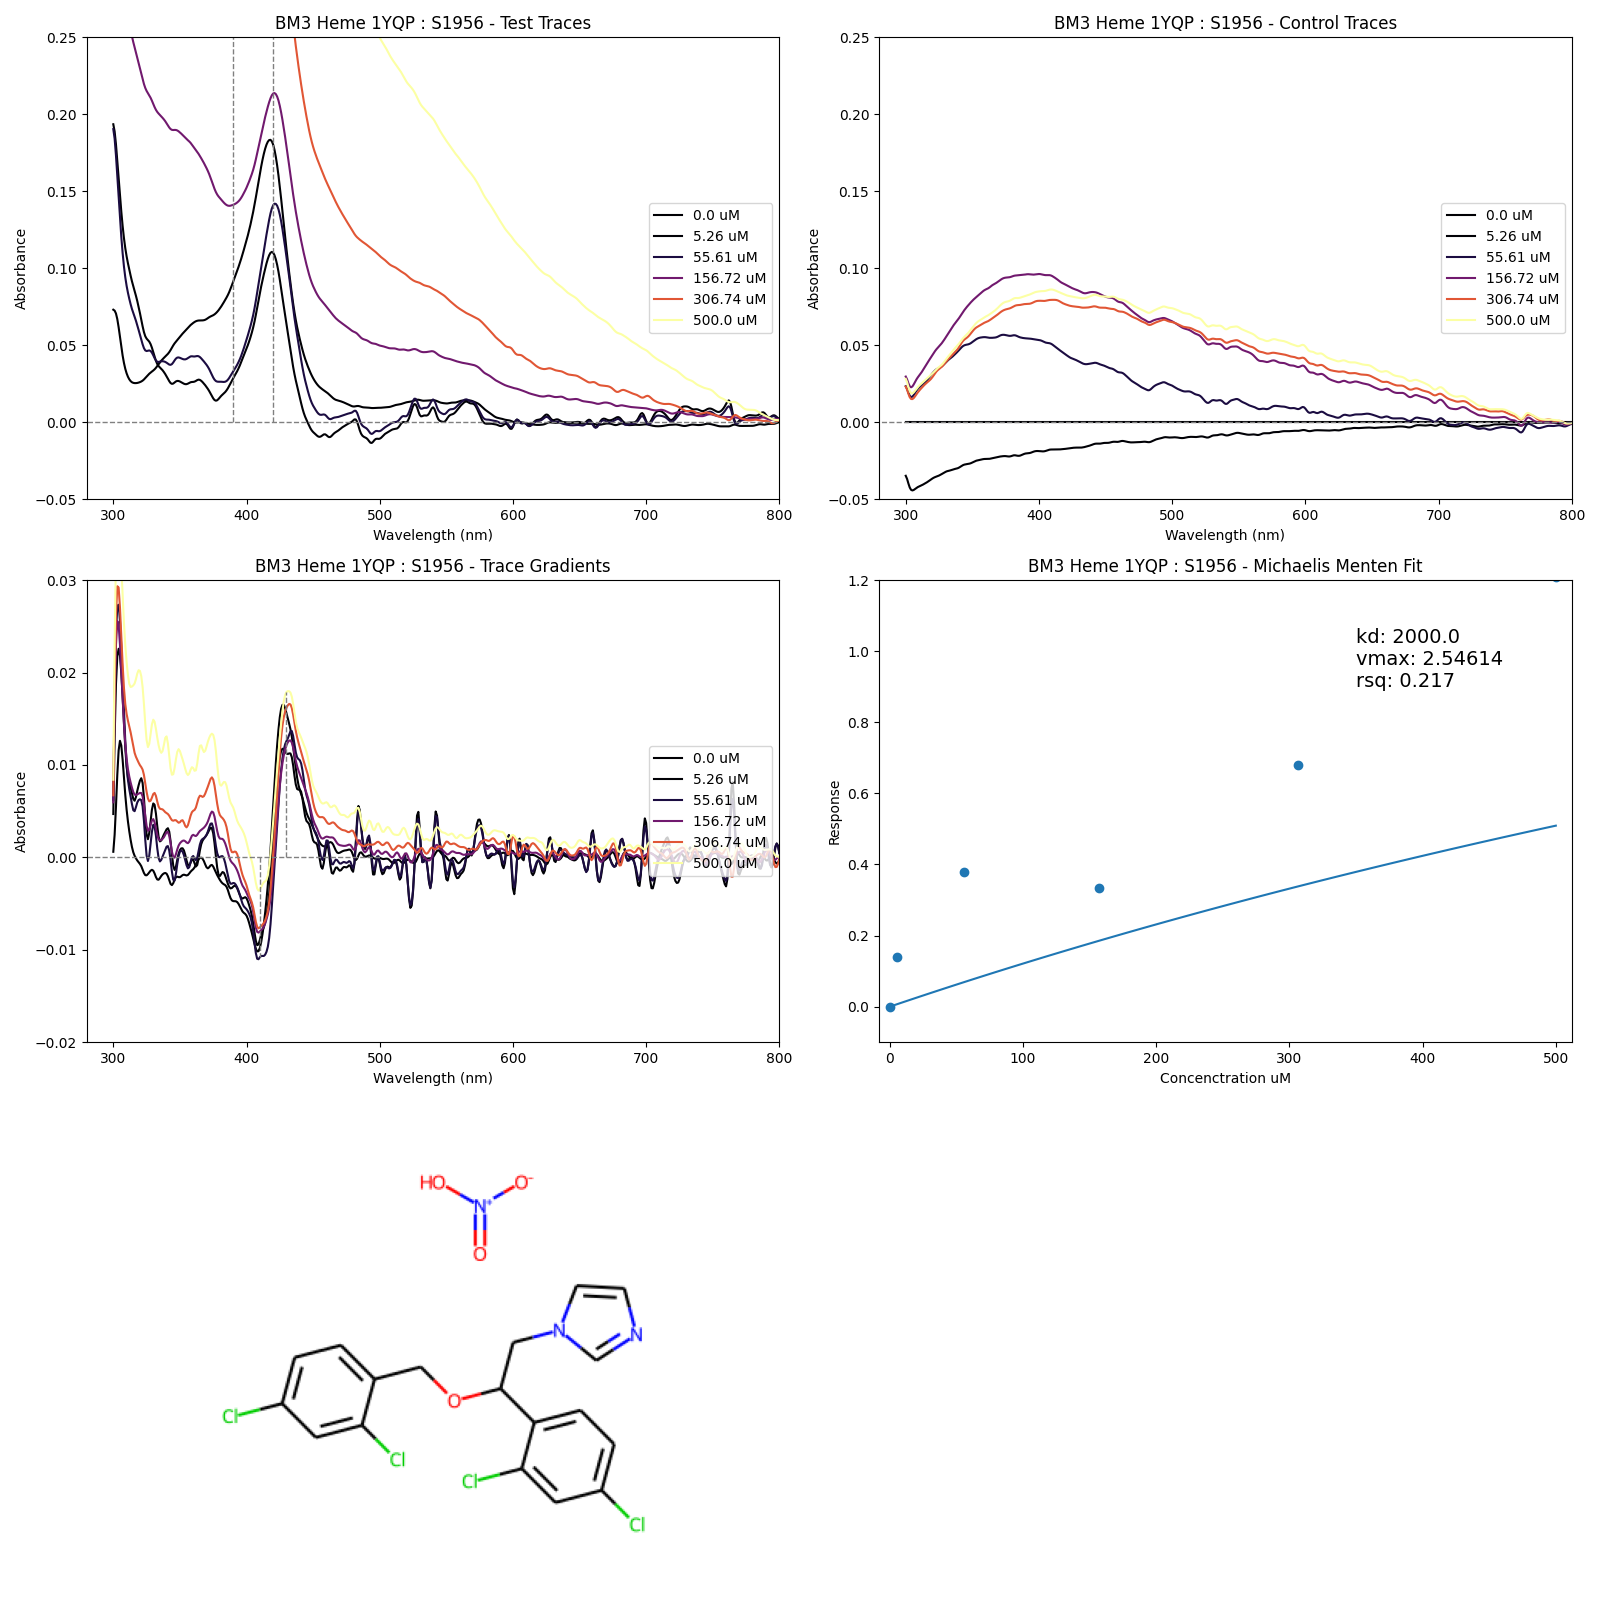 BM3 Heme 1YQP : S1956 - Test Traces
0.25
0.20
0.15
0.10
0.05
0.00
−0.05
Absorbance
300 400 500 600 700 800
Wavelength (nm)
0.0 uM
5.26 uM
55.61 uM
156.72 uM
306.74 uM
500.0 uM
BM3 Heme 1YQP : S1956 - Control Traces
0.25
0.20
0.15
0.10
0.05
0.00
−0.05
Absorbance
300 400 500 600 700 800
Wavelength (nm)
0.0 uM
5.26 uM
55.61 uM
156.72 uM
306.74 uM
500.0 uM
BM3 Heme 1YQP : S1956 - Trace Gradients
0.03
0.02
0.01
0.00
−0.01
−0.02
Absorbance
300 400 500 600 700 800
Wavelength (nm)
0.0 uM
5.26 uM
55.61 uM
156.72 uM
306.74 uM
500.0 uM
BM3 Heme 1YQP : S1956 - Michaelis Menten Fit
1.2
1.0
0.8
0.6
0.4
0.2
0.0
Response
0 100 200 300 400 500
Concenctration uM
kd: 2000.0
vmax: 2.54614
rsq: 0.217
HO O⁻
N⁺
O
N
N
O
Cl
Cl
Cl
Cl